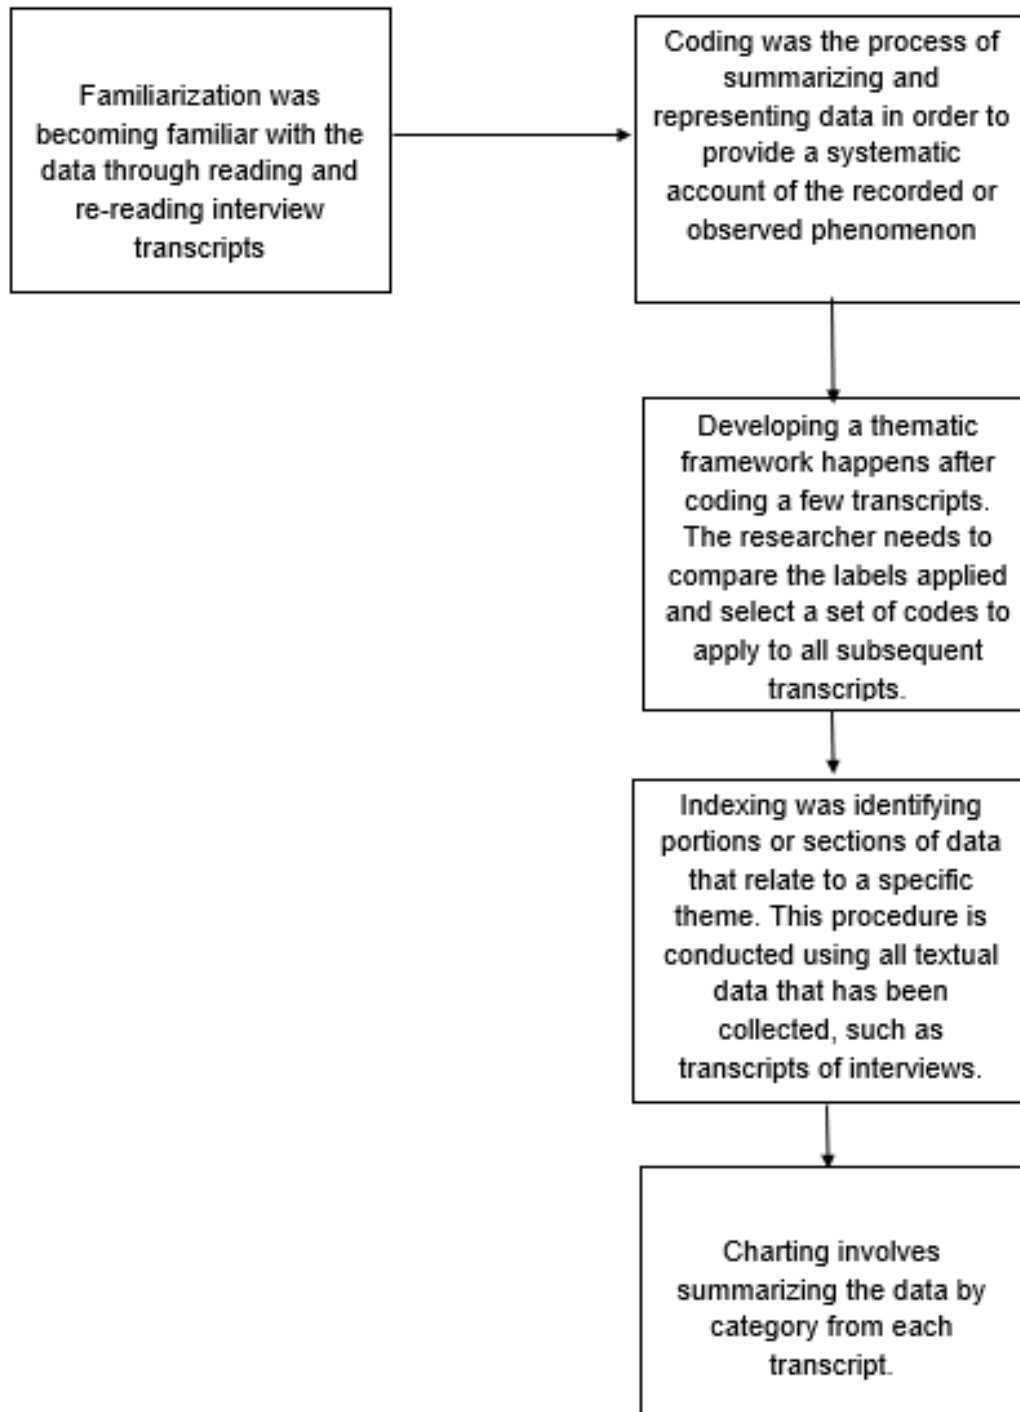 Familiarization was
becoming familiar with the
data through reading and
re-reading interview
transcripts
Coding was the process of
summarizing and
representing data in order to
provide a systematic
account of the recorded or
observed phenomenon
Developing a thematic
framework happens after
coding a few transcripts.
The researcher needs to
compare the labels applied
and select a set of codes to
apply to all subsequent
transcripts.
Indexing was identifying
portions or sections of data
that relate to a specific
theme. This procedure is
conducted using all textual
data that has been
collected, such as
transcripts of interviews.
Charting involves
summarizing the data by
category from each
transcript.